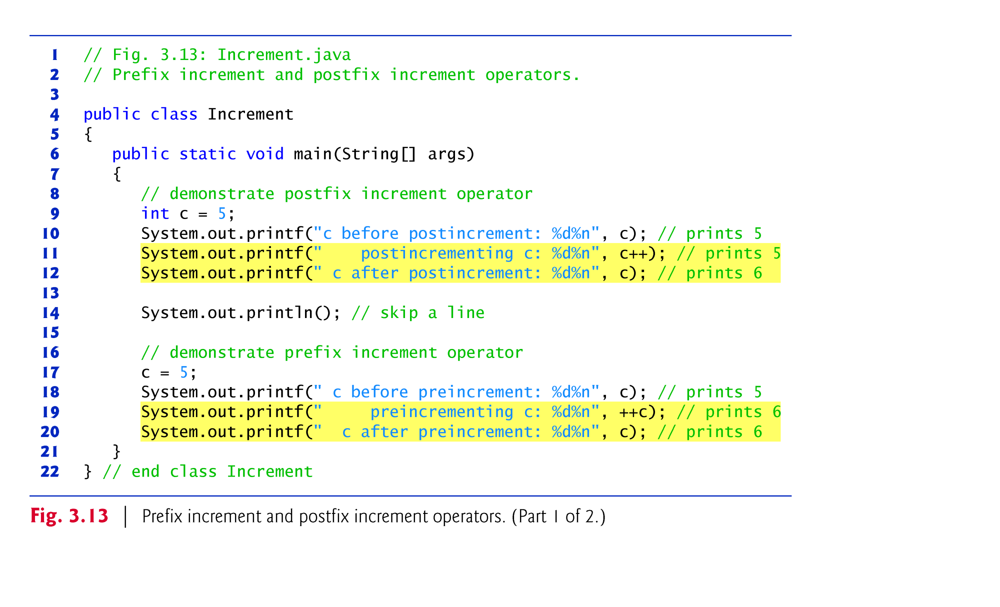 1 // Fig. 3.13: Increment.java
2 // Prefix increment and postfix increment operators.
3
4 public class Increment
5 {
6    public static void main(String[] args)
7    {
8       // demonstrate postfix increment operator
9       int c = 5;
10       System.out.printf("c before postincrement: %d%n", c); // prints 5
11       System.out.printf("    postincrementing c: %d%n", c++); // prints 5
12       System.out.printf(" c after postincrement: %d%n", c); // prints 6
13
14       System.out.println(); // skip a line
15
16       // demonstrate prefix increment operator
17       c = 5;
18       System.out.printf(" c before preincrement: %d%n", c); // prints 5
19       System.out.printf("     preincrementing c: %d%n", ++c); // prints 6
20       System.out.printf("  c after preincrement: %d%n", c); // prints 6
21    }
22 } // end class Increment
Fig. 3.13 | Prefix increment and postfix increment operators. (Part 1 of 2.)